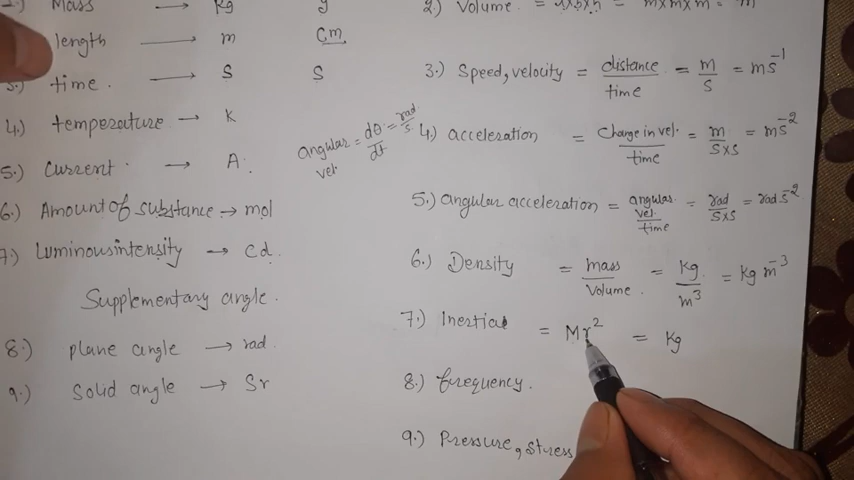 Mass → Kg g
length → m cm
3.) time. → S S
4.) temperature → K
5.) Current. → A.
6.) Amount of substance → mol
7.) Luminous intensity → Cd.
Supplementary angle.
8.) plane angle → rad
9.) Solid angle → Sr
angular vel. = dθ/dt = rad/s.
2.) Volume. = m×m×m = m
3.) Speed, velocity = distance/time = m/s = ms⁻¹
4.) acceleration = Change in vel./time = m/s×s = ms⁻²
5.) angular acceleration = angular vel./time = rad/s×s = rad.s⁻²
6.) Density = mass/Volume. = Kg/m³ = Kg m⁻³
7.) Inertia = Mr² = Kg
8.) frequency.
9.) Pressure, Stress